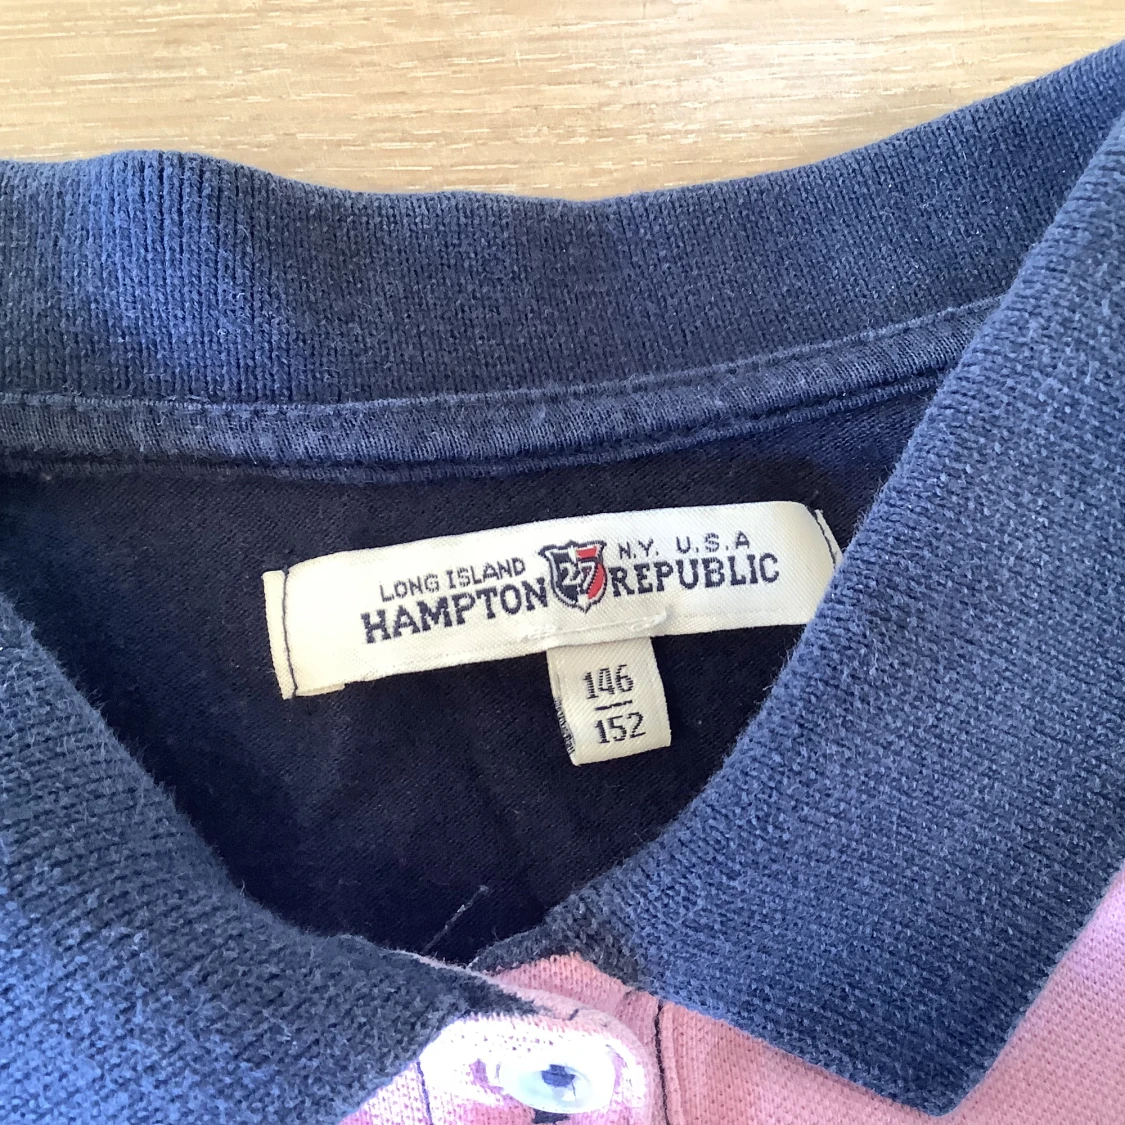 LONG ISLAND N.Y. U.S.A
HAMPTON 27 REPUBLIC
146
152